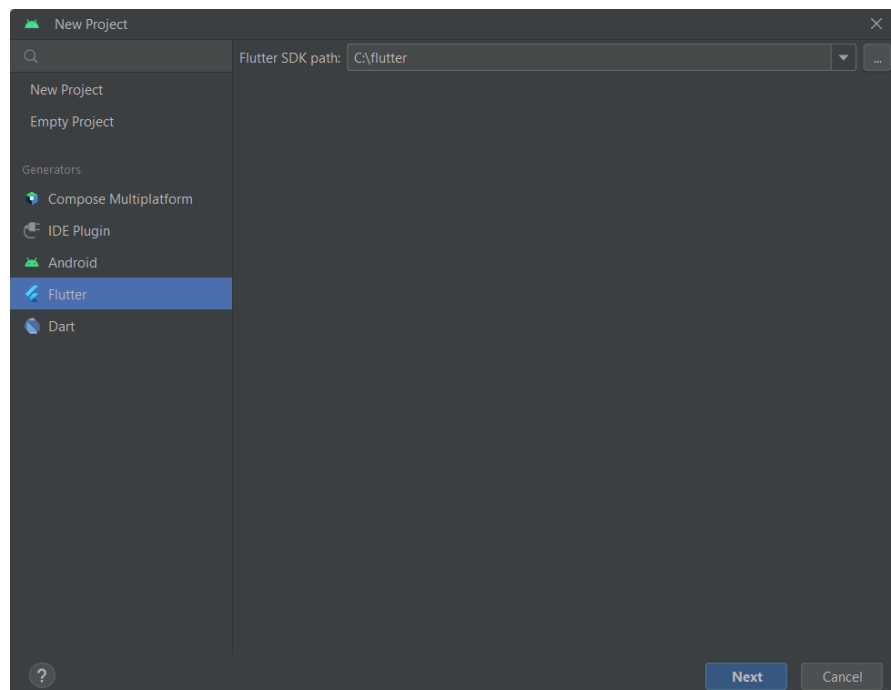 New Project
Flutter SDK path: C:\flutter ...
New Project
Empty Project
Generators
Compose Multiplatform
IDE Plugin
Android
Flutter
Dart
?
Next Cancel